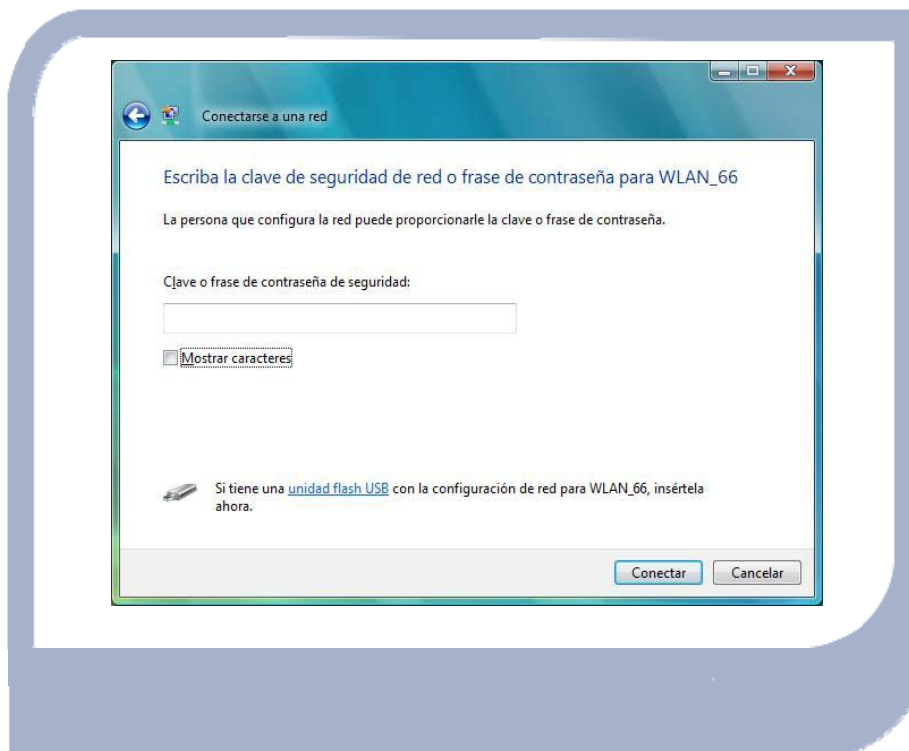 Conectarse a una red
Escriba la clave de seguridad de red o frase de contraseña para WLAN_66
La persona que configura la red puede proporcionarle la clave o frase de contraseña.
Clave o frase de contraseña de seguridad:
Mostrar caracteres
Si tiene una unidad flash USB con la configuración de red para WLAN_66, insértela
ahora.
Conectar Cancelar